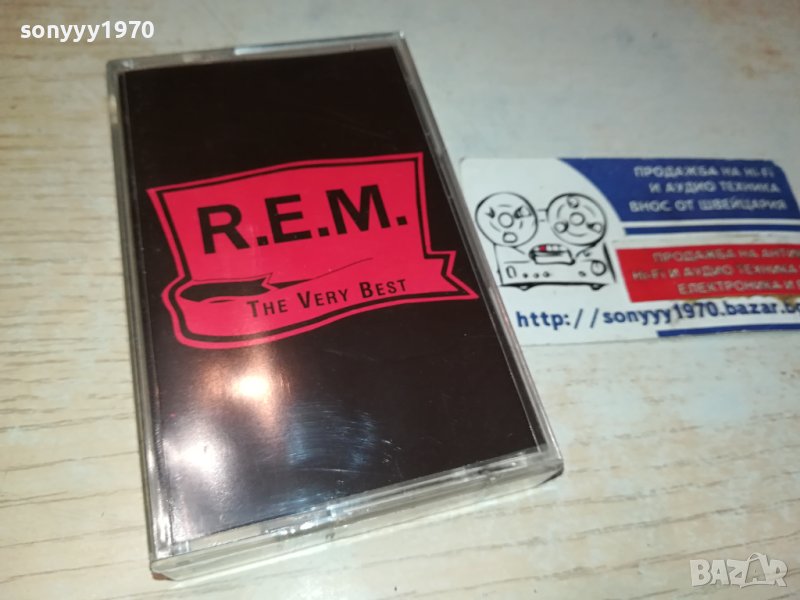 sonyyy1970
R.E.M.
THE VERY BEST
ПРОДАЖБА НА HI-FI
И АУДИО ТЕХНИКА
ВНОС ОТ ШВЕЙЦАРИЯ
ПРОДАЖБА НА
HI-FI И АУДИО ТЕХНИКА
ЕЛЕКТРОНИКА И
http://sonyyy1970.bazar.b
BAZAR